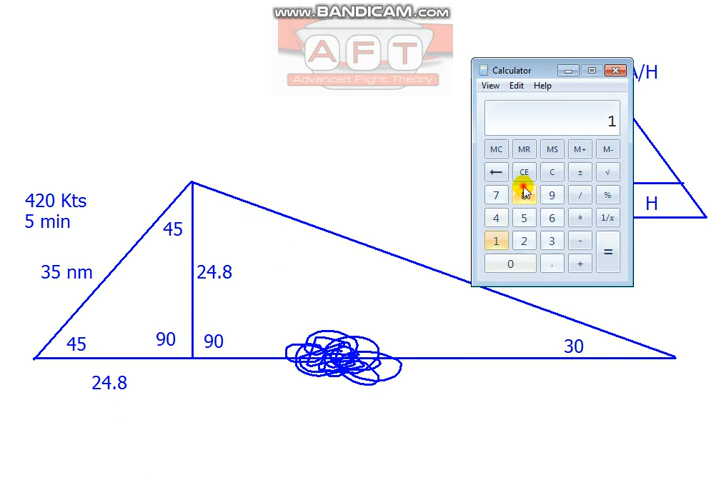 www.BANDICAM.com
AFT
Advanced Flight Theory
Calculator
View Edit Help
1
MC MR MS M+ M-
← CE C ± √
7 9 / %
4 5 6 * 1/x
1 2 3 - =
0 . +
/H
H
420 Kts
5 min
45
35 nm
24.8
45
90
90
30
24.8